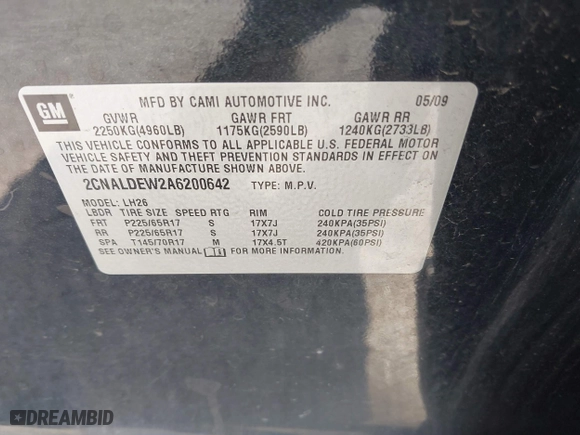 GM
MFD BY CAMI AUTOMOTIVE INC. 05/09
GVWR GAWR FRT GAWR RR
2250KG(4960LB) 1175KG(2590LB) 1240KG(2733LB)
THIS VEHICLE CONFORMS TO ALL APPLICABLE U.S. FEDERAL MOTOR
VEHICLE SAFETY AND THEFT PREVENTION STANDARDS IN EFFECT ON
THE DATE OF MANUFACTURE SHOWN ABOVE.
2CNALDEW2A6200642 TYPE: M.P.V.
MODEL: LH26
LBDR TIRE SIZE SPEED RTG RIM COLD TIRE PRESSURE
FRT P225/65R17 S 17X7J 240KPA(35PSI)
RR P225/65R17 S 17X7J 240KPA(35PSI)
SPA T145/70R17 M 17X4.5T 420KPA(60PSI)
SEE OWNER'S MANUAL FOR MORE INFORMATION.
DREAMBID